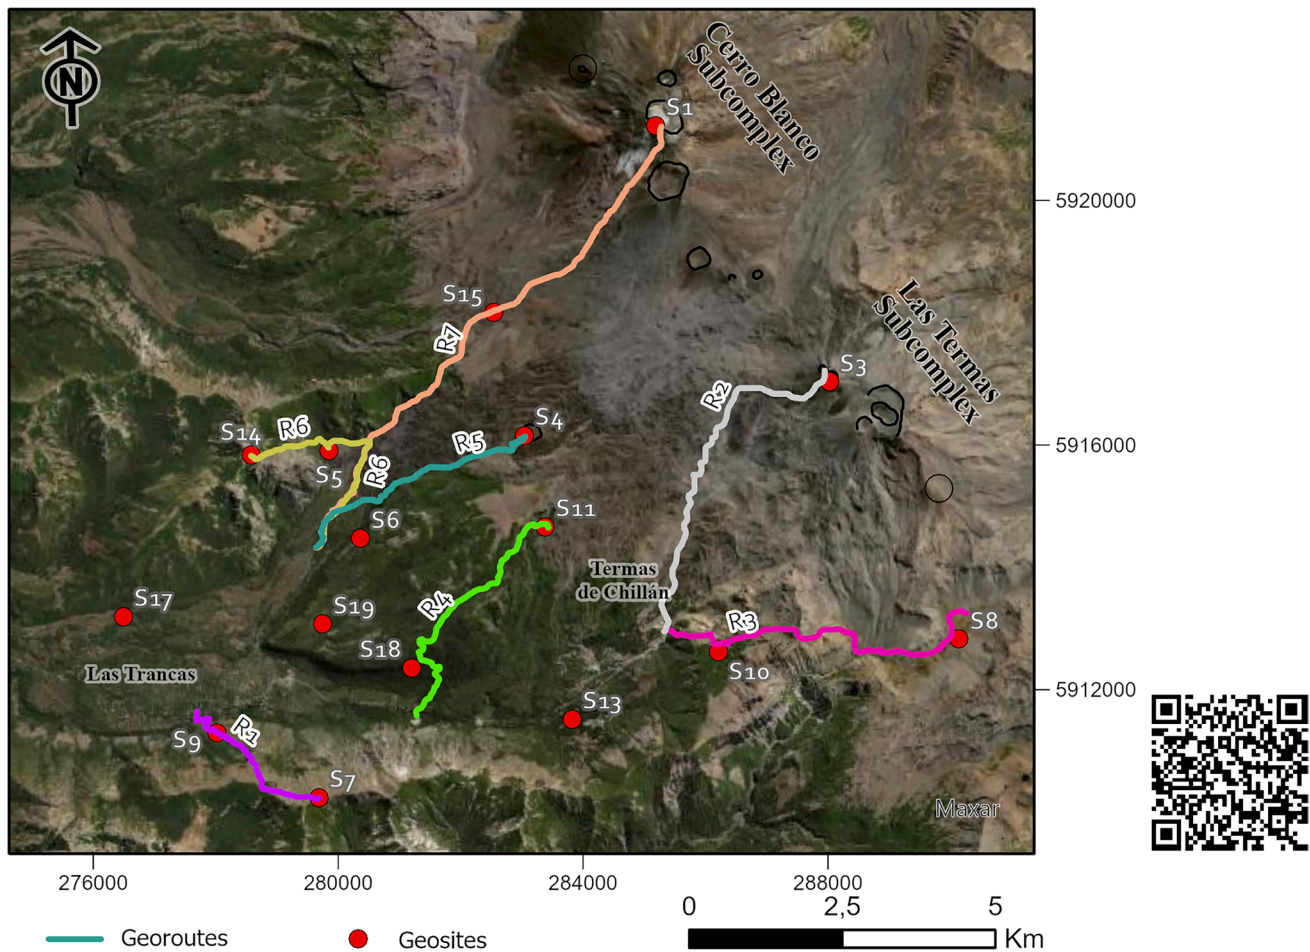 N
Cerro Blanco
Subcomplex
S1
5920000
S15
R7
Las Termas
Subcomplex
S3
R2
S14
R6
S5
R6
R5
S4
5916000
S6
S11
Termas
de Chillán
S17
S19
R4
R3
S8
S18
S10
Las Trancas
5912000
S13
S9
R1
S7
Maxar
276000
280000
284000
288000
0
2,5
5
Km
Georoutes
Geosites